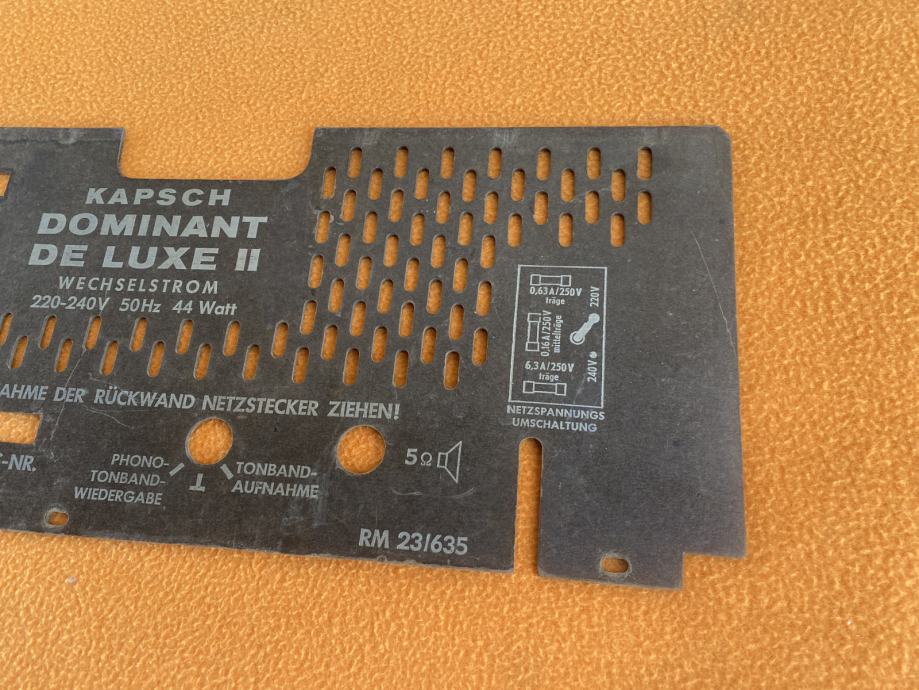 KAPSCH
DOMINANT
DE LUXE II
WECHSELSTROM
220-240V 50Hz 44 Watt
AHME DER RÜCKWAND NETZSTECKER ZIEHEN!
-NR.
PHONO-
TONBAND-
WIEDERGABE
TONBAND-
AUFNAHME
5Ω
RM 23/635
0,63A/250V
träge
0,16A/250V
mittelträge
220V
240V
6,3A/250V
träge
NETZSPANNUNGS
UMSCHALTUNG